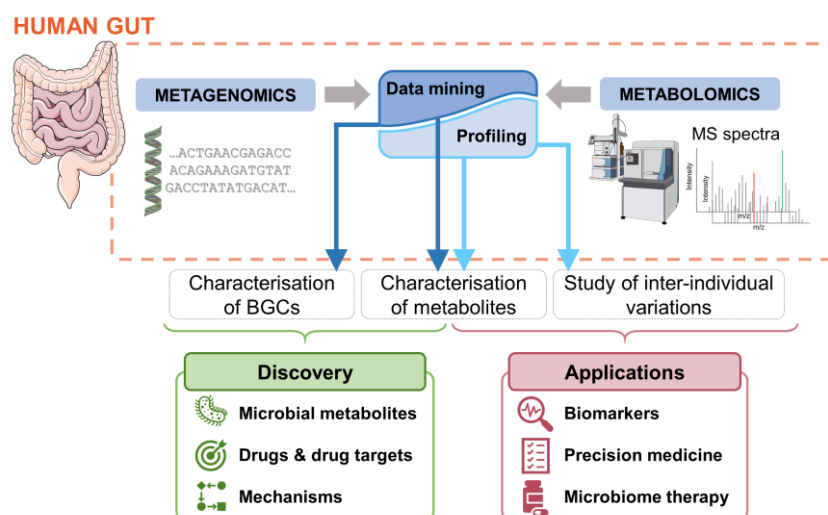 HUMAN GUT
METAGENOMICS
Data mining
Profiling
METABOLOMICS
...ACTGAACGAGACC
ACAGAAAGATGTAT
GACCTATATGACAT...
MS spectra
Intensity
Intensity
m/z
m/z
Characterisation
of BGCs
Characterisation
of metabolites
Study of inter-individual
variations
Discovery
Microbial metabolites
Drugs & drug targets
Mechanisms
Applications
Biomarkers
Precision medicine
Microbiome therapy